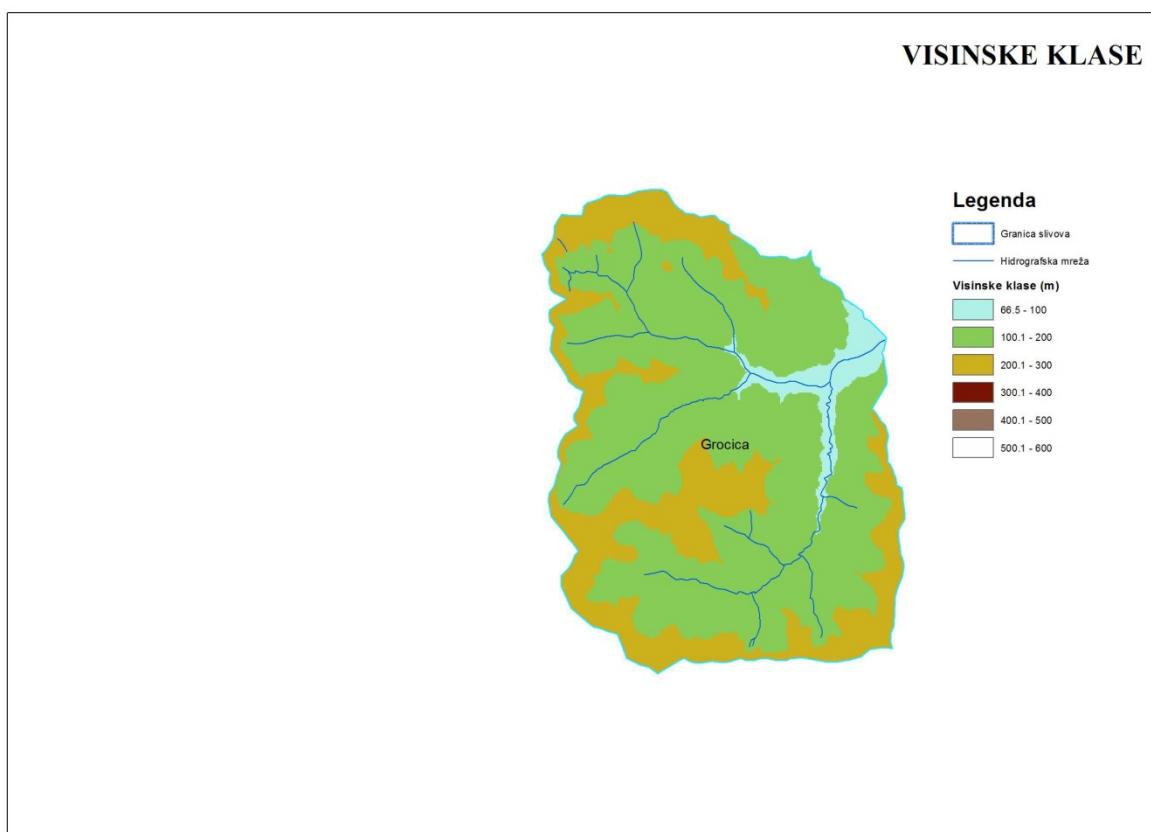 VISINSKE KLASE
Legenda
Granica slivova
Hidrografska mreža
Visinske klase (m)
66.5 - 100
100.1 - 200
200.1 - 300
300.1 - 400
400.1 - 500
500.1 - 600
Grocica